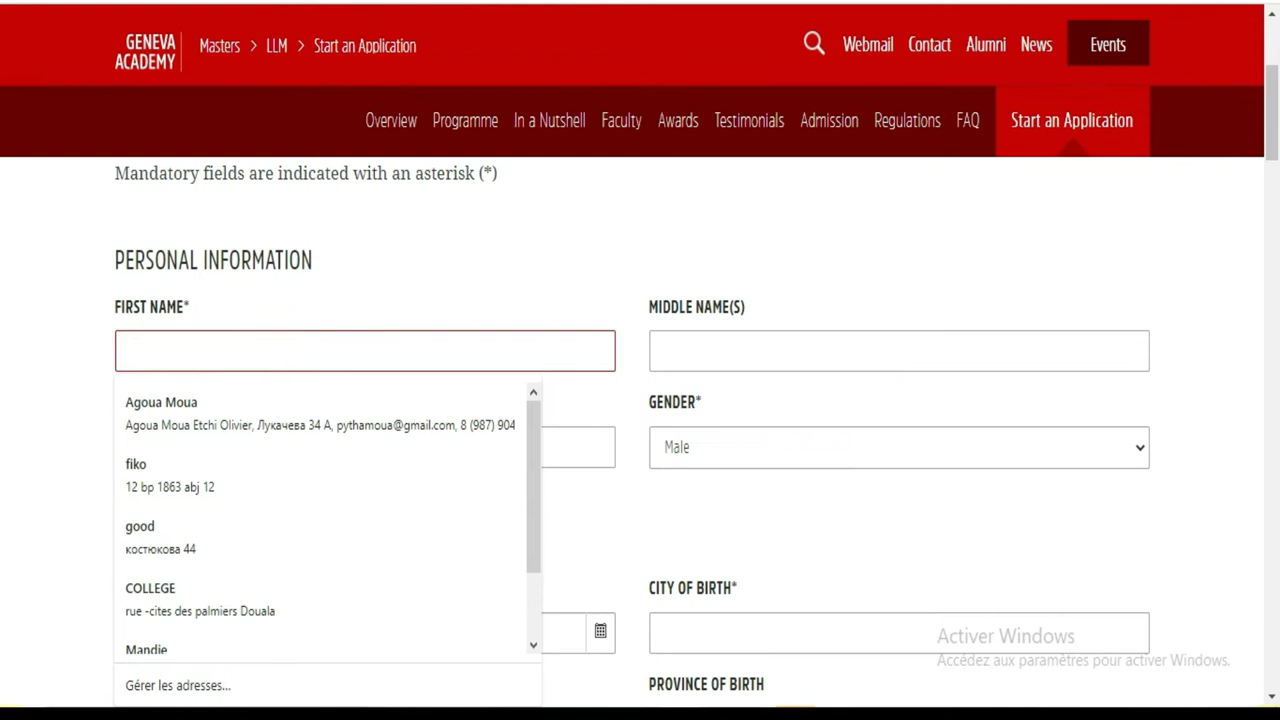 GENEVA
ACADEMY
Masters > LLM > Start an Application
Webmail Contact Alumni News Events
Overview Programme In a Nutshell Faculty Awards Testimonials Admission Regulations FAQ Start an Application
Mandatory fields are indicated with an asterisk (*)
PERSONAL INFORMATION
FIRST NAME*
MIDDLE NAME(S)
Agoua Moua
Agoua Moua Etchi Olivier, Лукачева 34 А, pythamoua@gmail.com, 8 (987) 904
fiko
12 bp 1863 abj 12
good
костюкова 44
COLLEGE
rue -cites des palmiers Douala
Mandie
Gérer les adresses...
GENDER*
Male
CITY OF BIRTH*
PROVINCE OF BIRTH
Activer Windows
Accédez aux paramètres pour activer Windows.